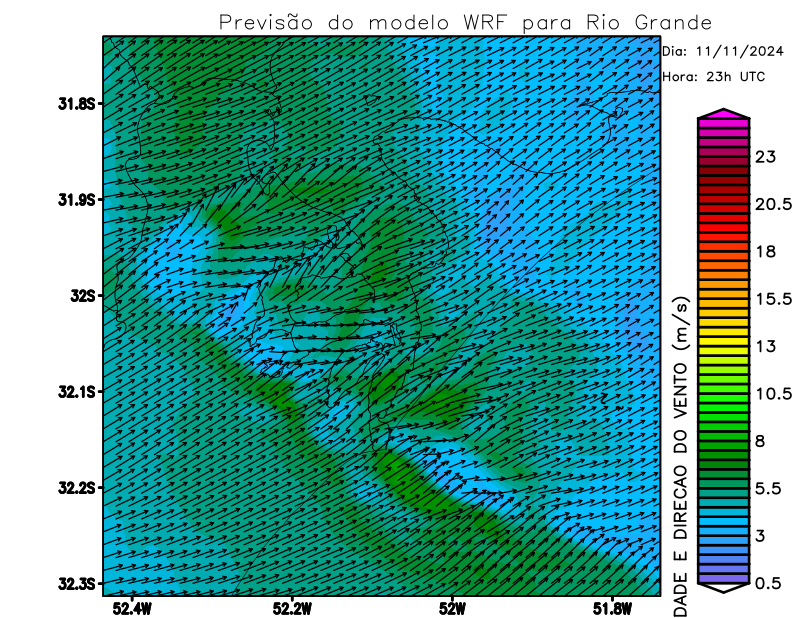 Previsão do modelo WRF para Rio Grande
Dia: 11/11/2024
Hora: 23h UTC
31.8S
31.9S
32S
32.1S
32.2S
32.3S
52.4W
52.2W
52W
51.8W
23
20.5
18
15.5
13
10.5
8
5.5
3
0.5
DADE E DIRECAO DO VENTO (m/s)